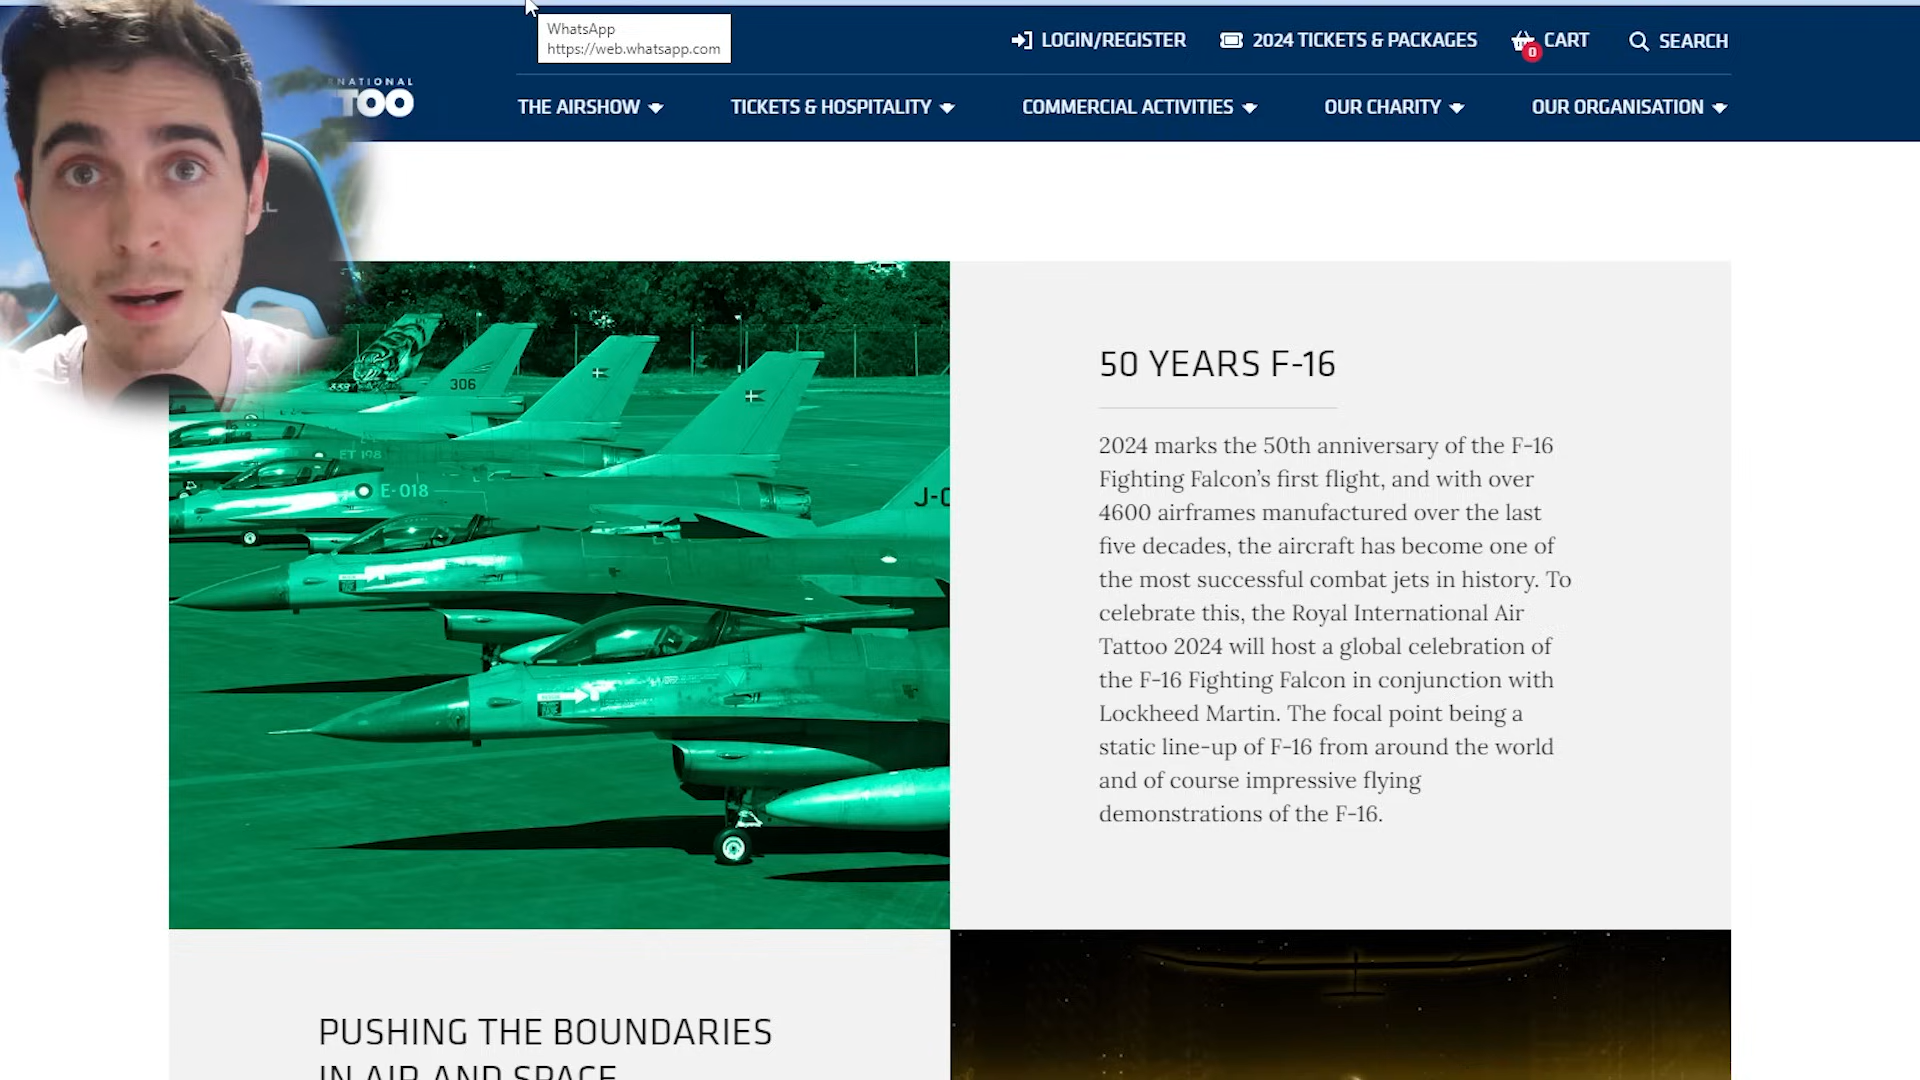 WhatsApp
https://web.whatsapp.com
LOGIN/REGISTER
2024 TICKETS & PACKAGES
0
CART
SEARCH
NATIONAL
TOO
THE AIRSHOW
TICKETS & HOSPITALITY
COMMERCIAL ACTIVITIES
OUR CHARITY
OUR ORGANISATION
306
ET 198
E-018
J-0
50 YEARS F-16
2024 marks the 50th anniversary of the F-16
Fighting Falcon’s first flight, and with over
4600 airframes manufactured over the last
five decades, the aircraft has become one of
the most successful combat jets in history. To
celebrate this, the Royal International Air
Tattoo 2024 will host a global celebration of
the F-16 Fighting Falcon in conjunction with
Lockheed Martin. The focal point being a
static line-up of F-16 from around the world
and of course impressive flying
demonstrations of the F-16.
PUSHING THE BOUNDARIES
IN AIR AND SPACE